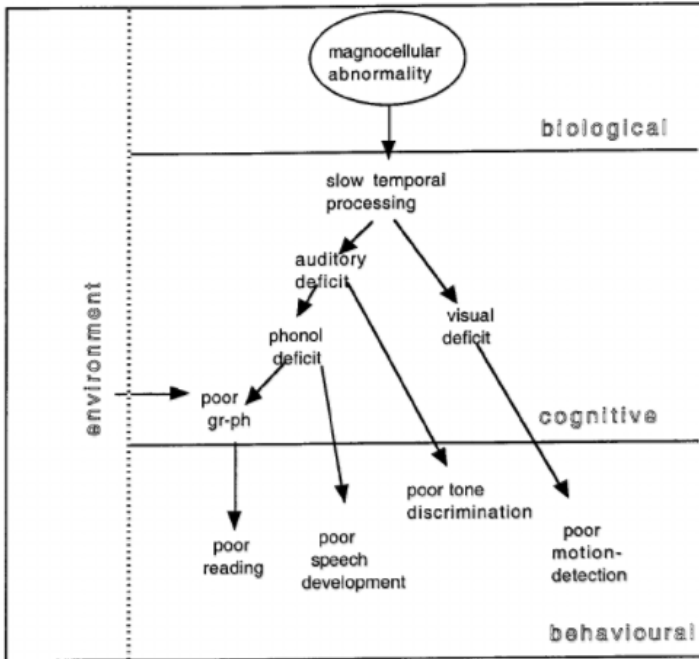 magnocellular
abnormality
biological
slow temporal
processing
auditory
deficit
visual
deficit
phonol
deficit
environment
poor
gr-ph
cognitive
poor tone
discrimination
poor
reading
poor
speech
development
poor
motion-
detection
behavioural